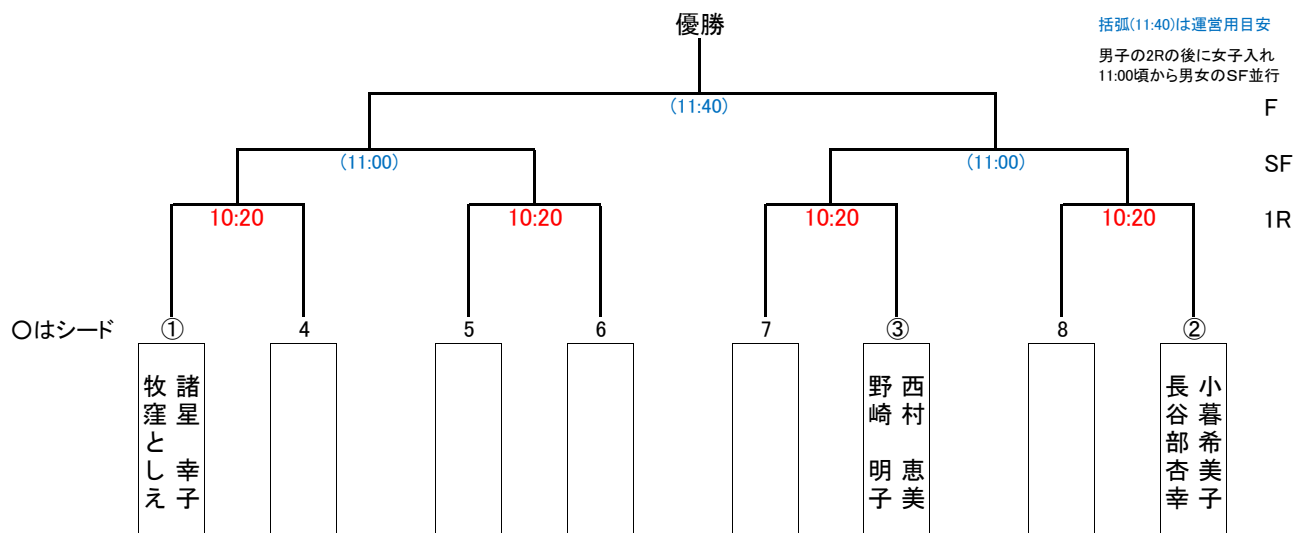 優勝
括弧(11:40)は運営用目安
男子の2Rの後に女子入れ
11:00頃から男女のSF並行
(11:40)
F
(11:00)
(11:00)
SF
10:20
10:20
10:20
10:20
1R
〇はシード
①
4
5
6
7
③
8
②
諸星 幸子
牧窪としえ
西村 恵美
野崎 明子
小暮希美子
長谷部杏幸